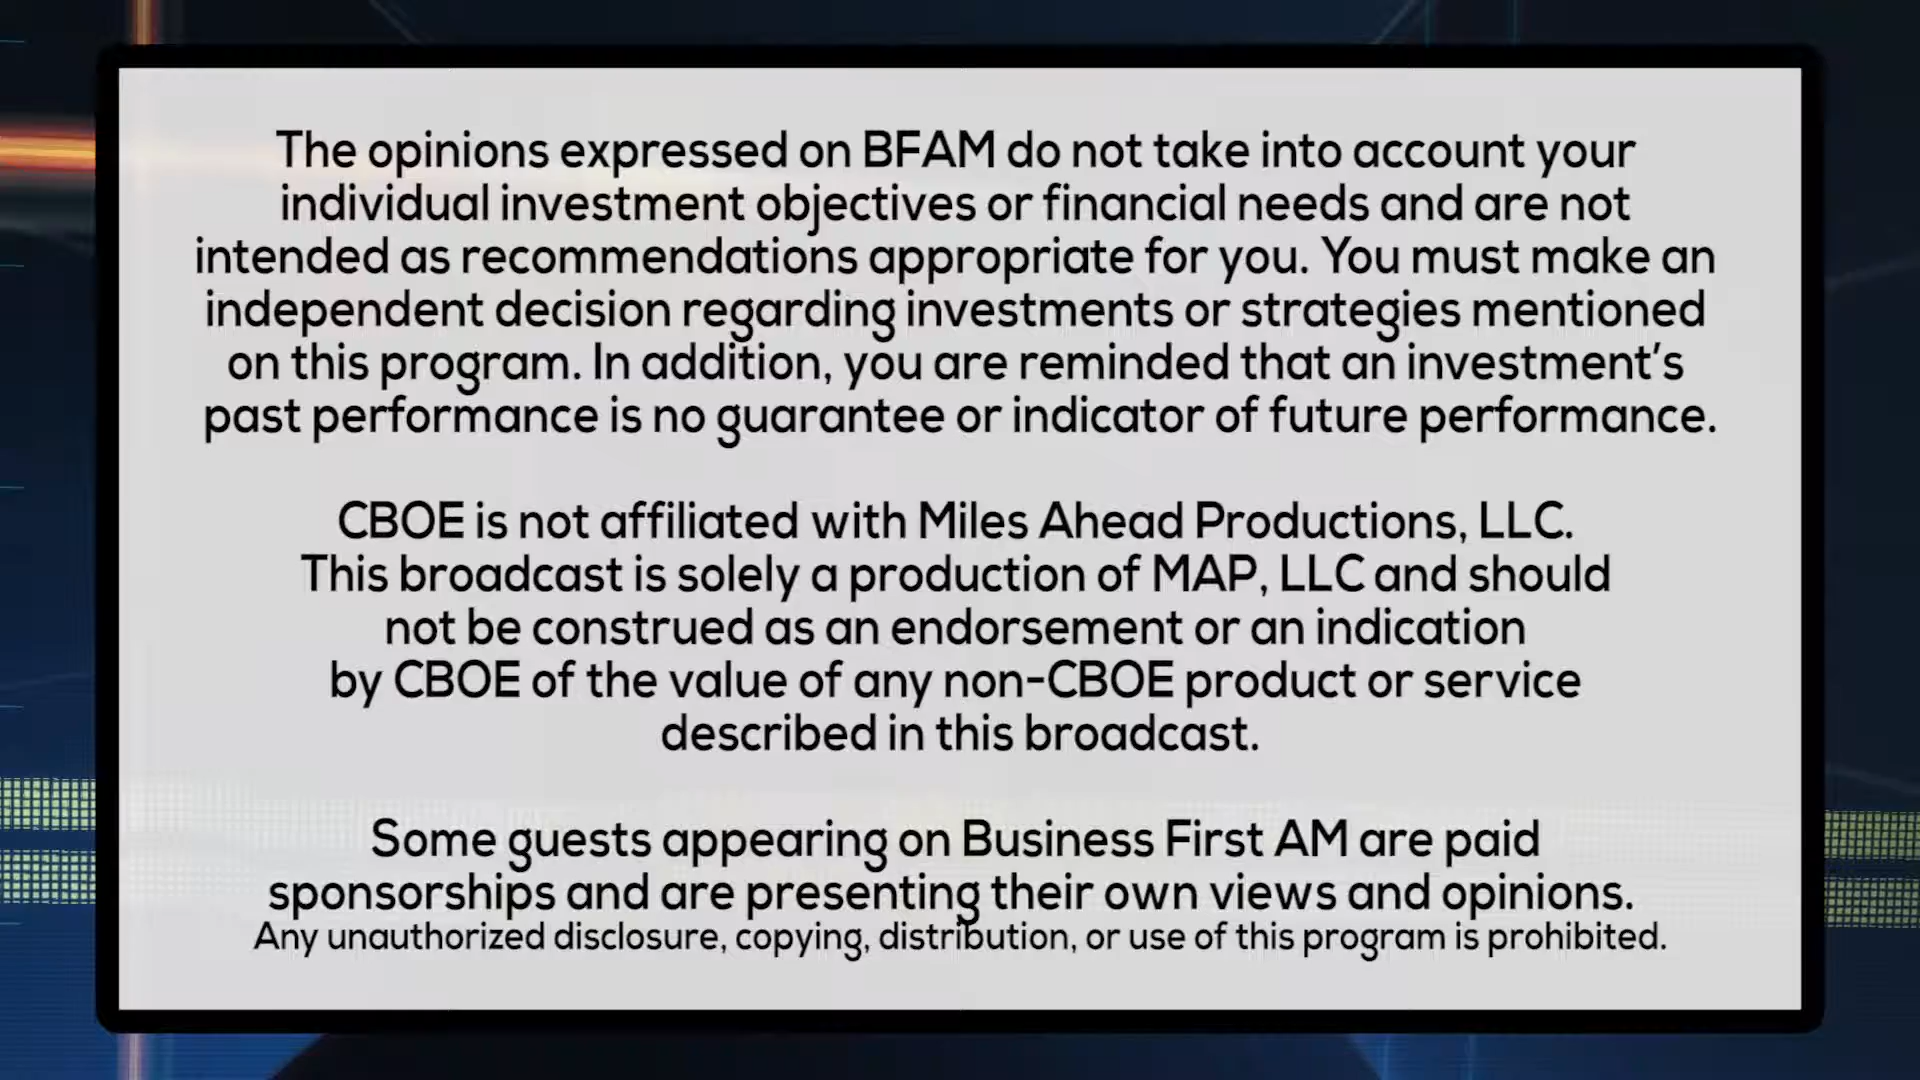 The opinions expressed on BFAM do not take into account your
individual investment objectives or financial needs and are not
intended as recommendations appropriate for you. You must make an
independent decision regarding investments or strategies mentioned
on this program. In addition, you are reminded that an investment’s
past performance is no guarantee or indicator of future performance.
CBOE is not affiliated with Miles Ahead Productions, LLC.
This broadcast is solely a production of MAP, LLC and should
not be construed as an endorsement or an indication
by CBOE of the value of any non-CBOE product or service
described in this broadcast.
Some guests appearing on Business First AM are paid
sponsorships and are presenting their own views and opinions.
Any unauthorized disclosure, copying, distribution, or use of this program is prohibited.